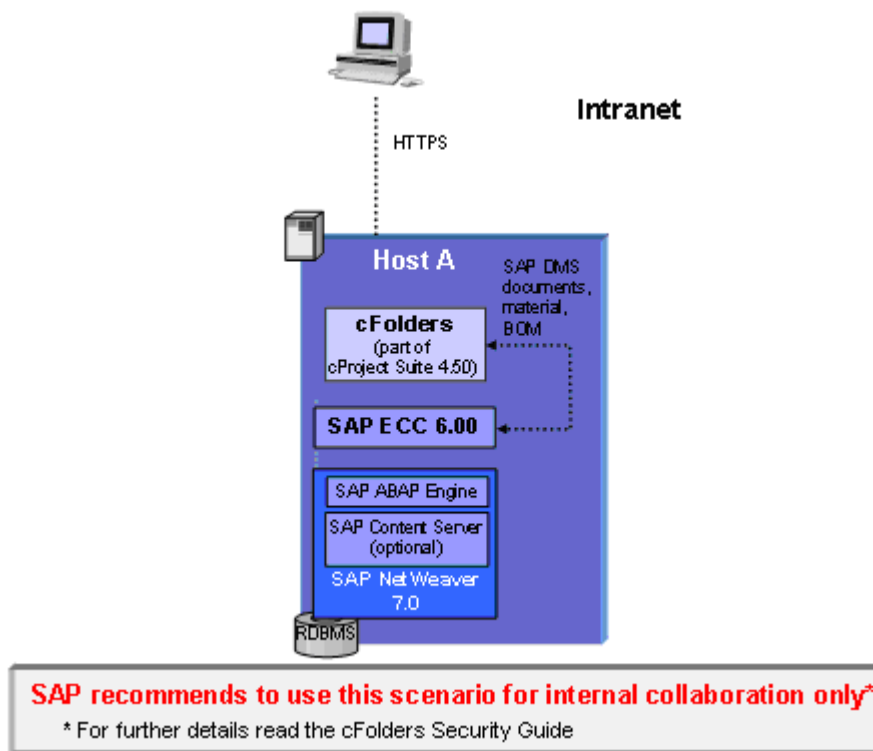 Intranet
HTTPS
Host A
SAP DMS
documents,
material,
BOM
cFolders
(part of
cProject Suite 4.50)
SAP ECC 6.00
SAP ABAP Engine
SAP Content Server
(optional)
SAP NetWeaver
7.0
RDBMS
SAP recommends to use this scenario for internal collaboration only*
* For further details read the cFolders Security Guide